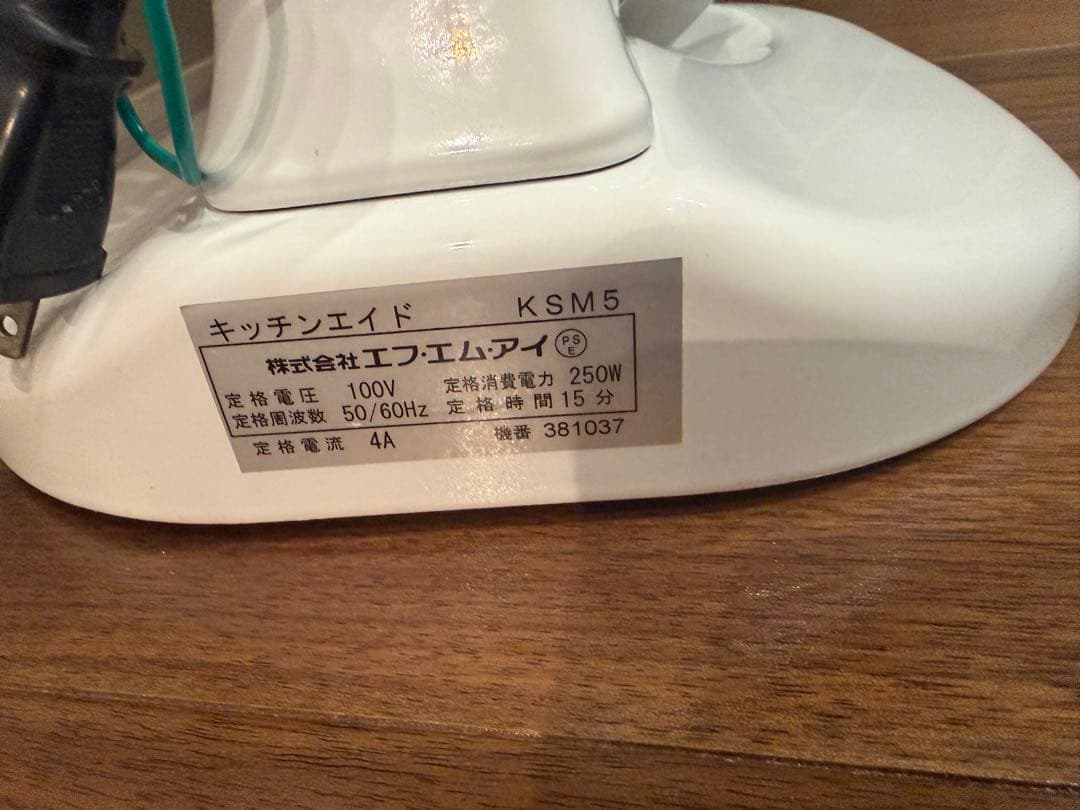 キッチンエイド KSM5
株式会社 エフ・エム・アイ PSE
定格電圧 100V 定格消費電力 250W
定格周波数 50/60Hz 定格時間 15分
定格電流 4A 機番 381037